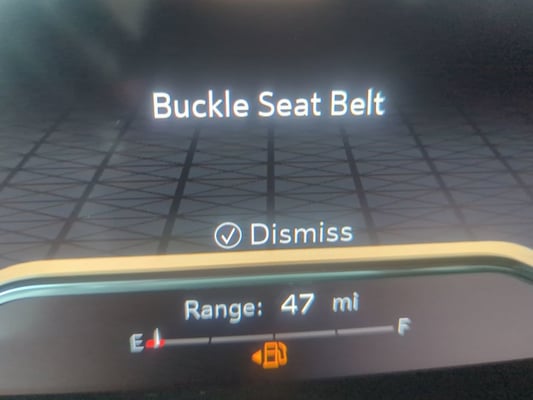 Buckle Seat Belt
Dismiss
Range: 47 mi
E F